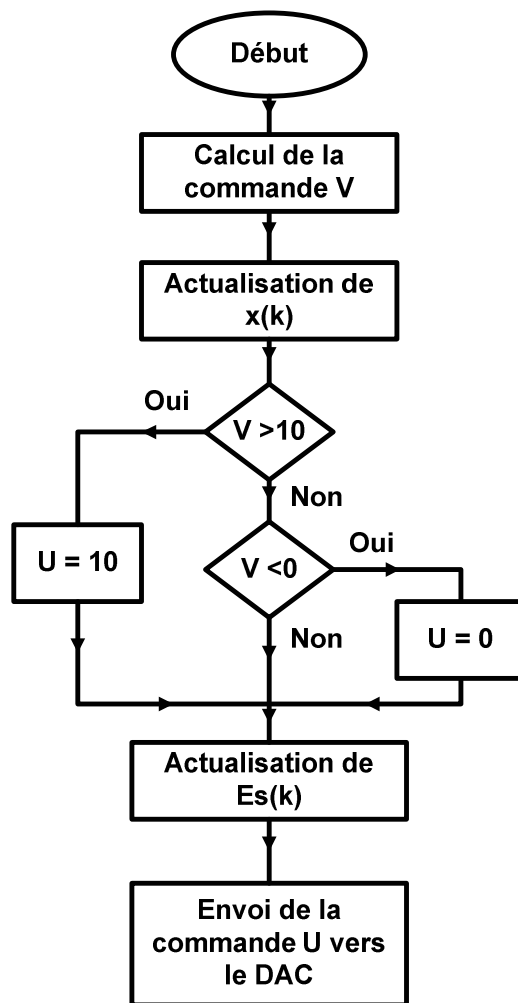 Début
Calcul de la
commande V
Actualisation de
x(k)
Oui
V >10
Non
U = 10
V <0
Oui
Non
U = 0
Actualisation de
Es(k)
Envoi de la
commande U vers
le DAC